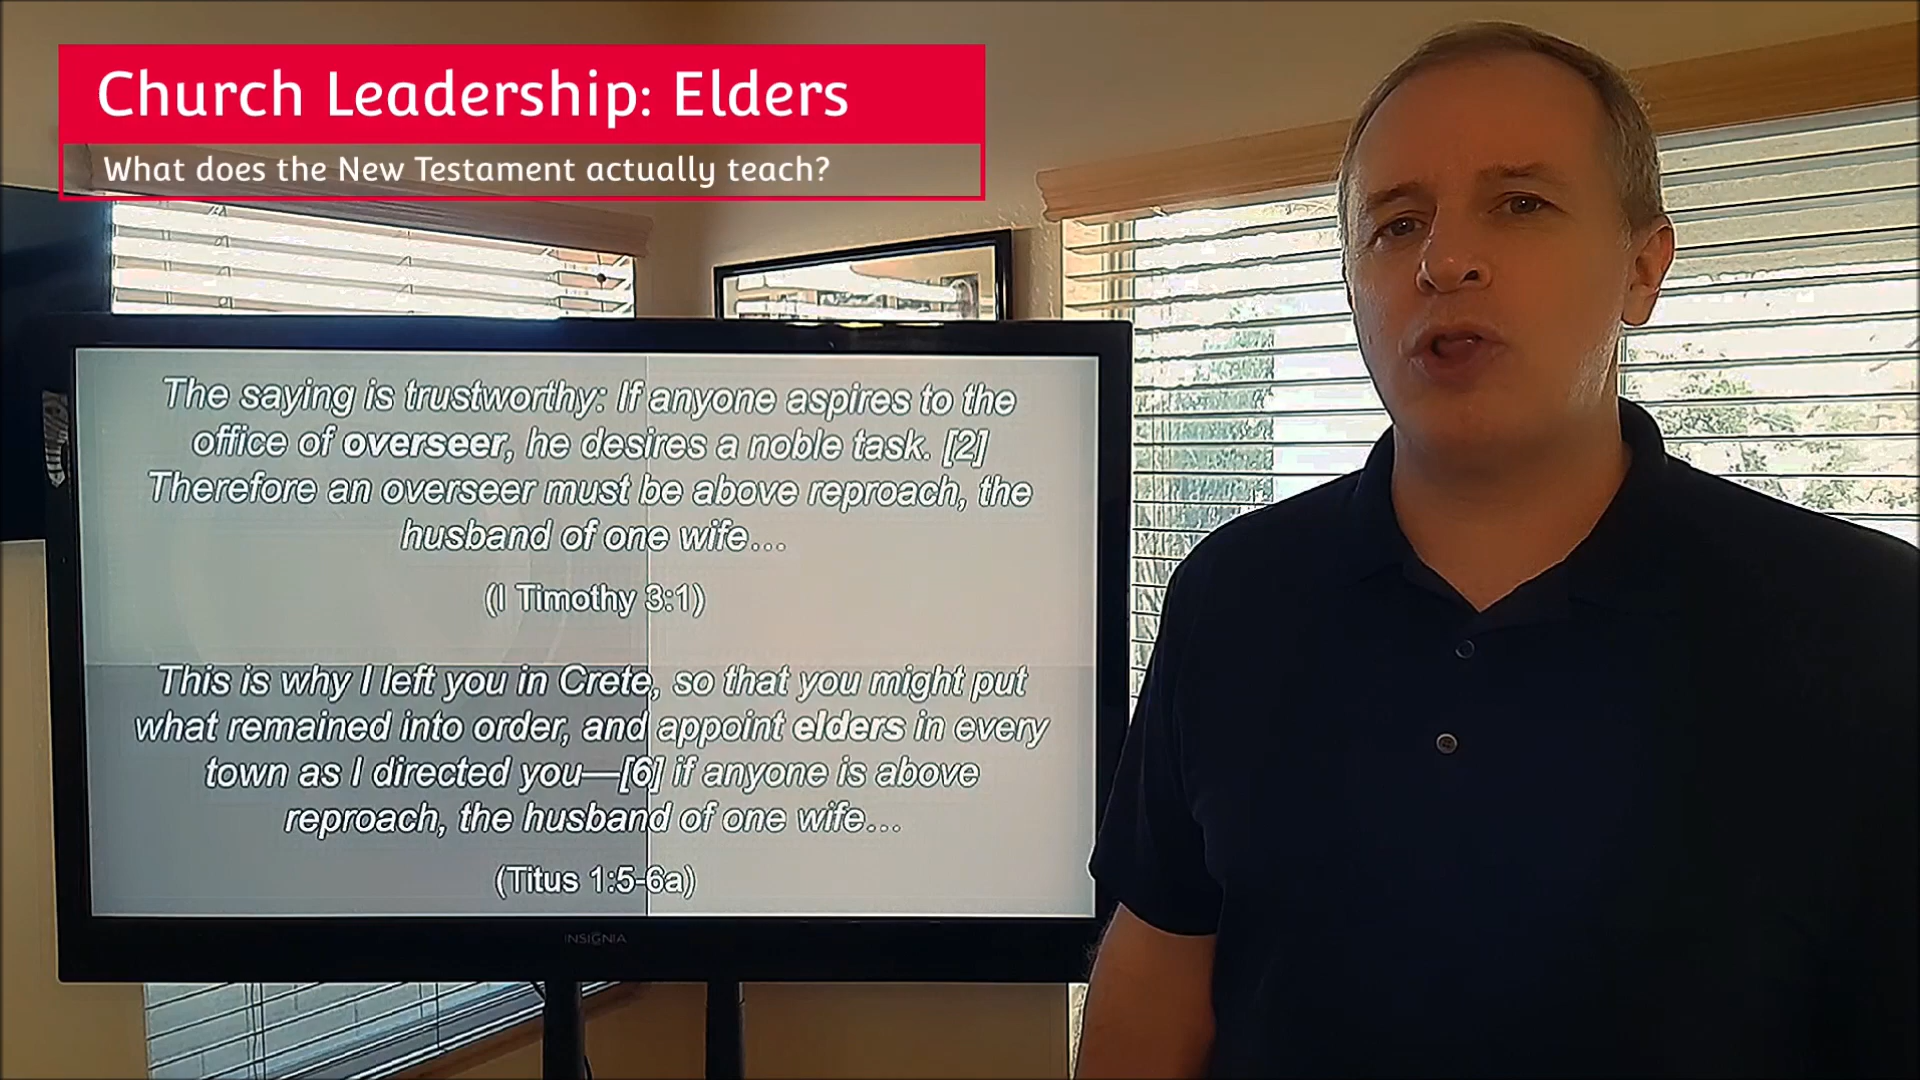 Church Leadership: Elders
What does the New Testament actually teach?
The saying is trustworthy: If anyone aspires to the
office of overseer, he desires a noble task. [2]
Therefore an overseer must be above reproach, the
husband of one wife…
(I Timothy 3:1)
This is why I left you in Crete, so that you might put
what remained into order, and appoint elders in every
town as I directed you—[6] if anyone is above
reproach, the husband of one wife…
(Titus 1:5-6a)
INSIGNIA